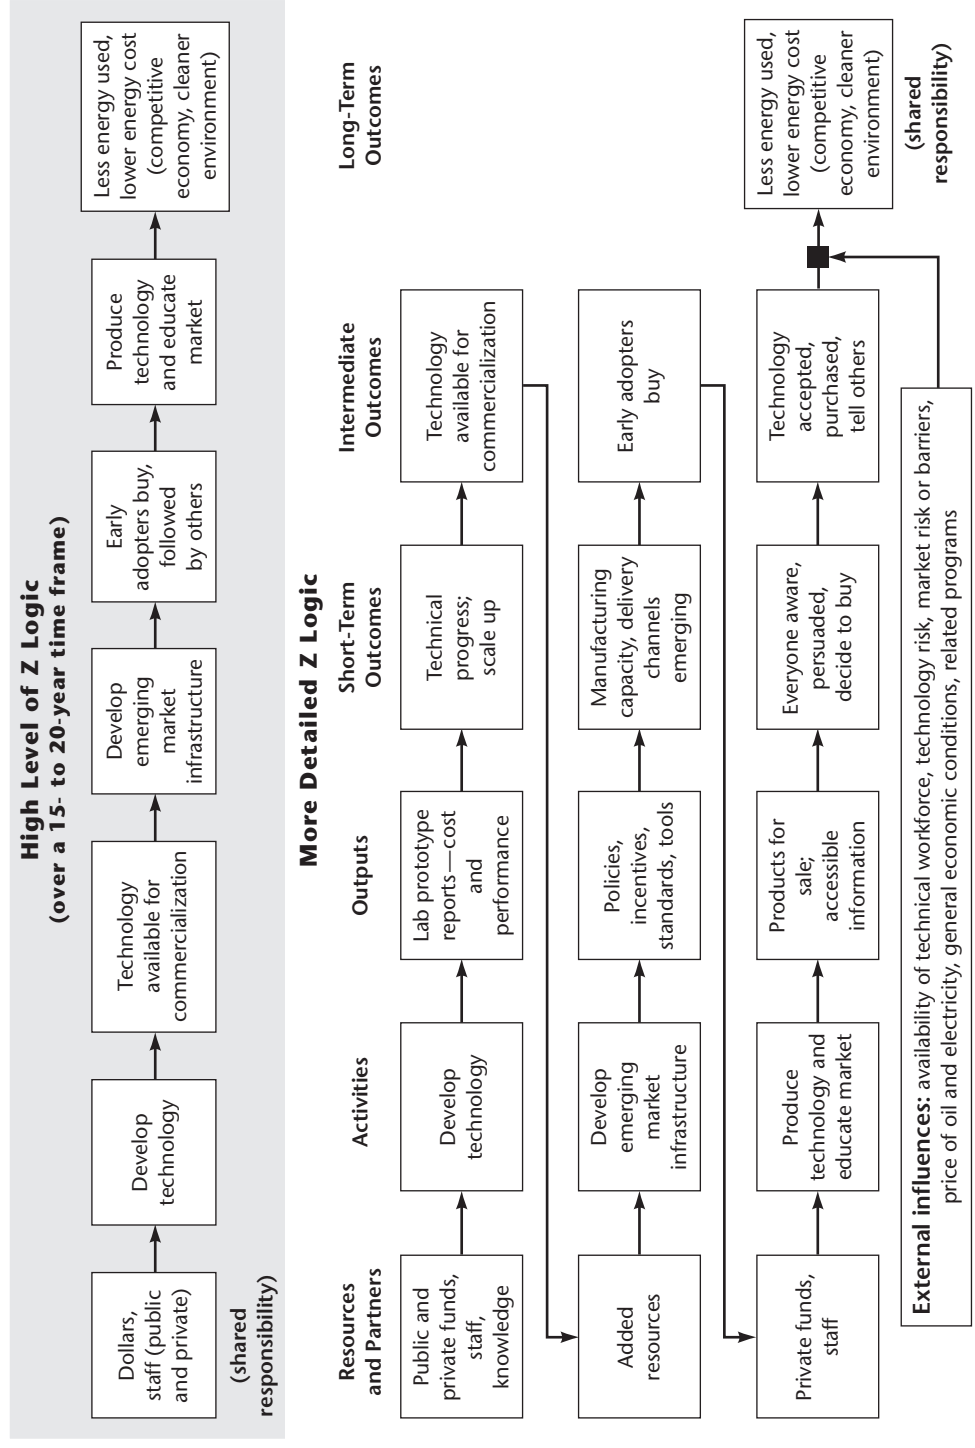 High Level of Z Logic
(over a 15- to 20-year time frame)
Dollars,
staff (public
and private)
(shared
responsibility)
Develop
technology
Technology
available for
commercialization
Develop
emerging
market
infrastructure
Early
adopters buy,
followed
by others
Produce
technology
and educate
market
Less energy used,
lower energy cost
(competitive
economy, cleaner
environment)
More Detailed Z Logic
Resources
and Partners
Activities
Outputs
Short-Term
Outcomes
Intermediate
Outcomes
Long-Term
Outcomes
Public and
private funds,
staff,
knowledge
Develop
technology
Lab prototype
reports—cost
and
performance
Technical
progress;
scale up
Technology
available for
commercialization
Added
resources
Develop
emerging
market
infrastructure
Policies,
incentives,
standards, tools
Manufacturing
capacity, delivery
channels
emerging
Early adopters
buy
Private funds,
staff
Produce
technology and
educate market
Products for
sale;
accessible
information
Everyone aware,
persuaded,
decide to buy
Technology
accepted,
purchased,
tell others
Less energy used,
lower energy cost
(competitive
economy, cleaner
environment)
(shared
responsibility)
External influences: availability of technical workforce, technology risk, market risk or barriers,
price of oil and electricity, general economic conditions, related programs